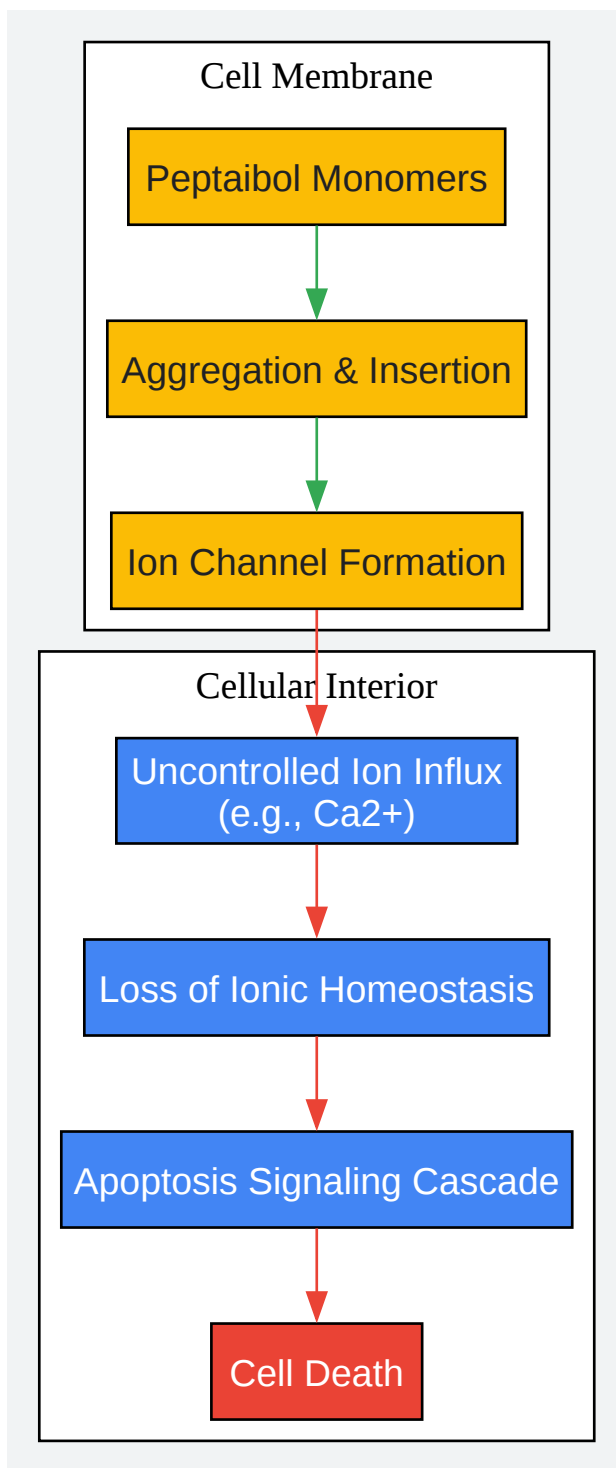 Cell Membrane
Peptaibol Monomers
Aggregation & Insertion
Ion Channel Formation
Cellular Interior
Uncontrolled Ion Influx
(e.g., Ca2+)
Loss of Ionic Homeostasis
Apoptosis Signaling Cascade
Cell Death